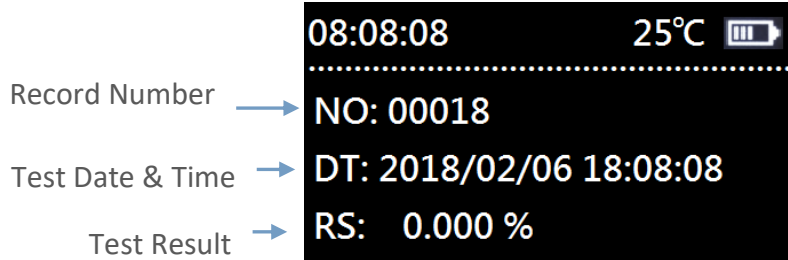 08:08:08 25℃
Record Number NO: 00018
Test Date & Time DT: 2018/02/06 18:08:08
Test Result RS: 0.000 %